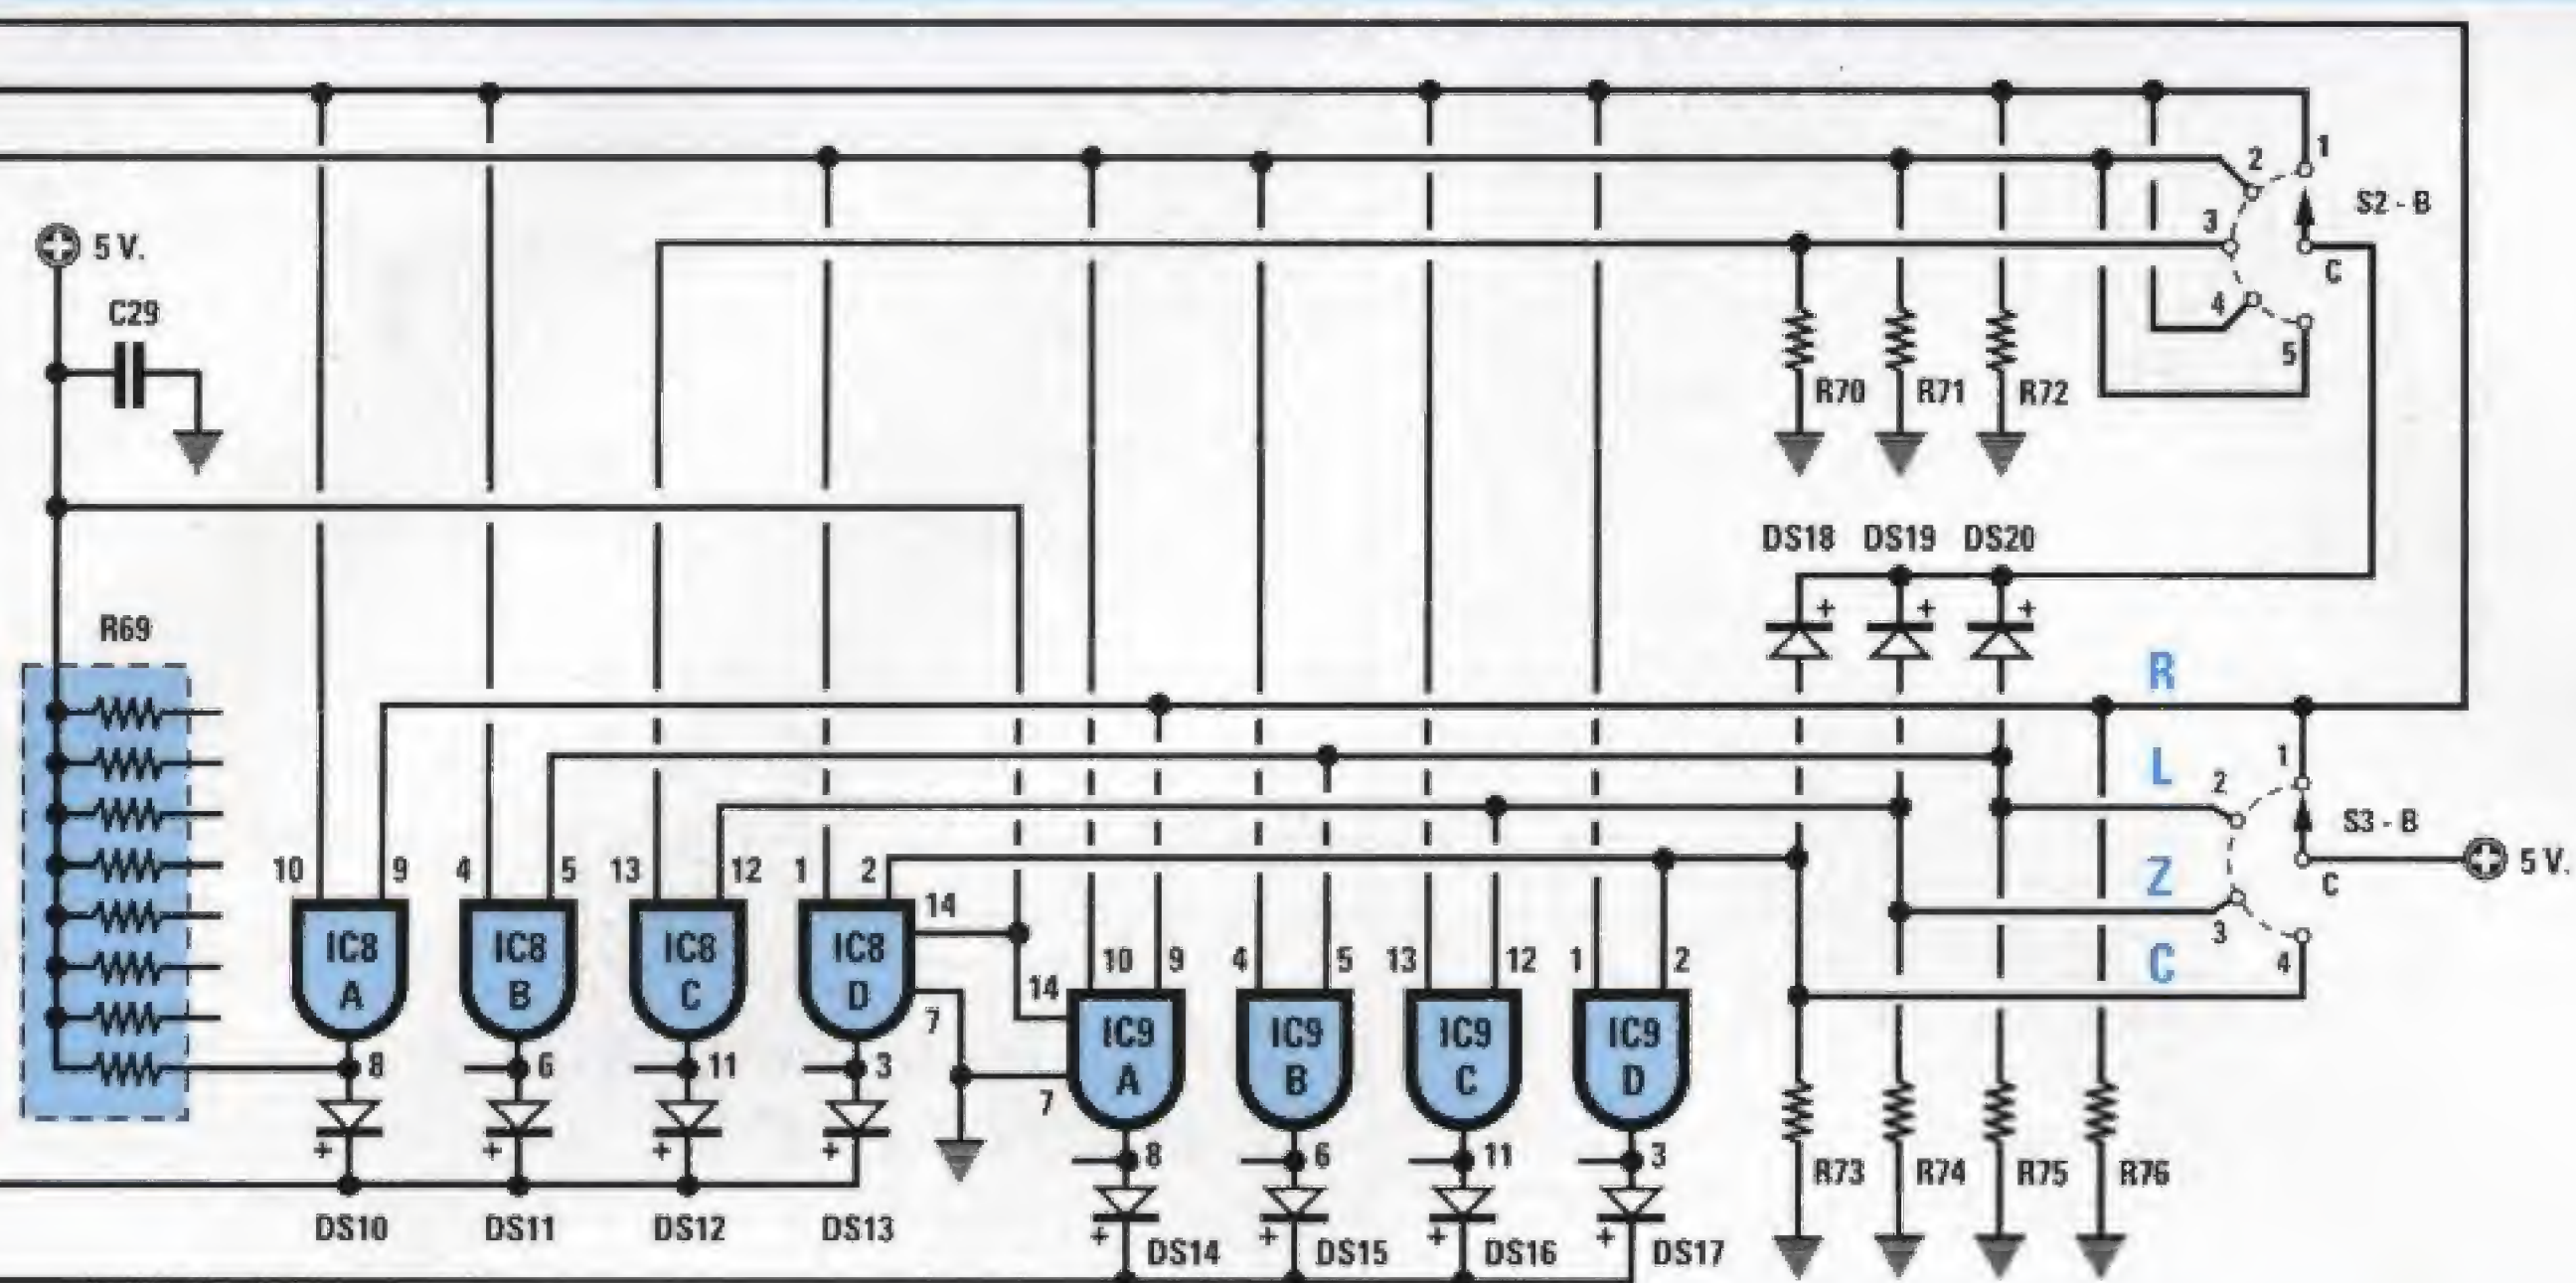 1
2
S2 - B
3
5 V.
C
4
C29
5
R70 R71 R72
DS18 DS19 DS20
R69
R
L
1
2
S3 - B
10 9 4 5 13 12 1 2
Z
5 V.
C
14
3
IC8 A
IC8 B
IC8 C
IC8 D
10 9 4 5 13 12 1 2
C
4
14
7
IC9 A
IC9 B
IC9 C
IC9 D
8 6 11 3
7
+ + + +
8 6 11 3
R73 R74 R75 R76
DS10 DS11 DS12 DS13
+ + + +
DS14 DS15 DS16 DS17